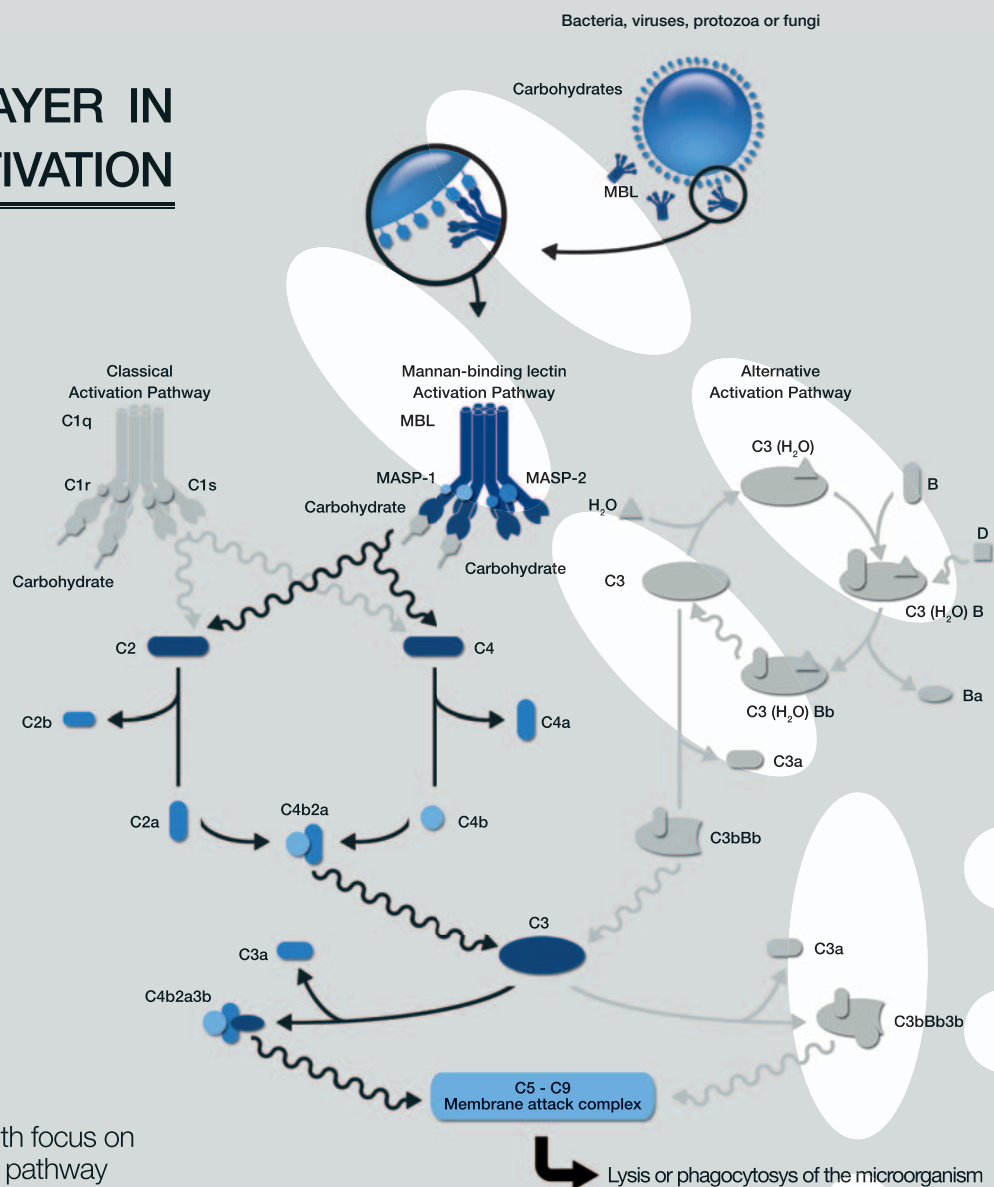 Bacteria, viruses, protozoa or fungi
AYER IN
TIVATION
Carbohydrates
MBL
Classical
Activation Pathway
Mannan-binding lectin
Activation Pathway
Alternative
Activation Pathway
C1q
MBL
C3 (H₂O)
C1r
C1s
MASP-1
MASP-2
B
Carbohydrate
H₂O
D
Carbohydrate
Carbohydrate
C3
C3 (H₂O) B
C2
C4
C3 (H₂O) Bb
Ba
C2b
C4a
C3a
C2a
C4b2a
C4b
C3bBb
C3
C3a
C3a
C4b2a3b
C3bBb3b
C5 - C9
Membrane attack complex
th focus on
pathway
Lysis or phagocytosys of the microorganism